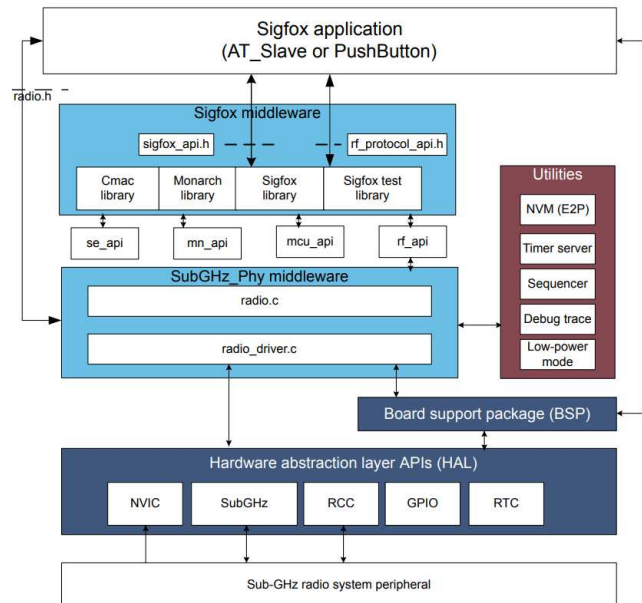 Sigfox application
(AT_Slave or PushButton)
radio.h
Sigfox middleware
sigfox_api.h
rf_protocol_api.h
Cmac library
Monarch library
Sigfox library
Sigfox test library
se_api
mn_api
mcu_api
rf_api
Utilities
NVM (E2P)
Timer server
Sequencer
Debug trace
Low-power mode
SubGHz_Phy middleware
radio.c
radio_driver.c
Board support package (BSP)
Hardware abstraction layer APIs (HAL)
NVIC
SubGHz
RCC
GPIO
RTC
Sub-GHz radio system peripheral